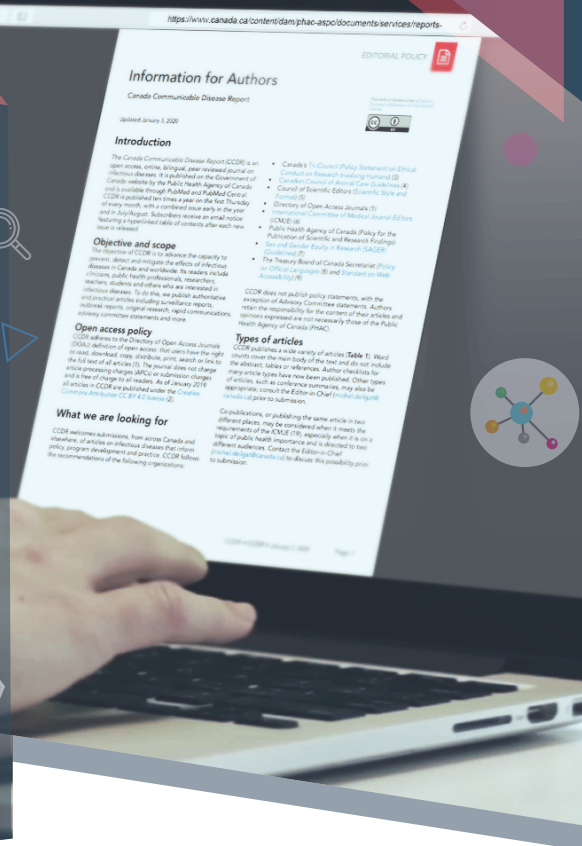 https://www.canada.ca/content/dam/phac-aspc/documents/services/reports-
EDITORIAL POLICY
Information for Authors
Canada Communicable Disease Report
Updated January 3, 2020
Introduction
The Canada Communicable Disease Report (CCDR) is an
open access, online, bilingual, peer reviewed journal on
infectious diseases. It is published on the Government of
Canada website by the Public Health Agency of Canada
and is available through PubMed and PubMed Central.
CCDR is published ten times a year on the first Thursday
of every month, with a combined issue early in the year
and in July/August. Subscribers receive an email notice
featuring a hyperlinked table of contents after each new
issue is released.
Objective and scope
The objective of CCDR is to advance the capacity to
prevent, detect and mitigate the effects of infectious
diseases in Canada and worldwide. Its readers include
clinicians, public health professionals, researchers,
teachers, students and others who are interested in
infectious diseases. To do this, we publish authoritative
and practical articles including surveillance reports,
outbreak reports, original research, rapid communications,
advisory committee statements and more.
Open access policy
CCDR adheres to the Directory of Open Access Journals
(DOAJ) definition of open access: that users have the right
to read, download, copy, distribute, print, search or link to
the full text of all articles (1). The journal does not charge
article processing charges (APCs) or submission charges
and is free of charge to all readers. As of January 2019
all articles in CCDR are published under the Creative
Commons Attribution CC BY 4.0 license (2).
What we are looking for
CCDR welcomes submissions, from across Canada and
elsewhere, of articles on infectious diseases that inform
policy, program development and practice. CCDR follows
the recommendations of the following organizations:
• Canada's Tri-Council (Policy Statement on Ethical
Conduct on Research Involving Humans) (3)
• Canadian Council of Animal Care Guidelines (4)
• Council of Scientific Editors (Scientific Style and
Format) (5)
• Directory of Open Access Journals (1)
• International Committee of Medical Journal Editors
(ICMJE) (6)
• Public Health Agency of Canada (Policy for the
Publication of Scientific and Research Findings)
• Sex and Gender Equity in Research (SAGER)
(Guidelines) (7)
• The Treasury Board of Canada Secretariat (Policy
on Official Languages (8) and Standard on Web
Accessibility) (9)
CCDR does not publish policy statements, with the
exception of Advisory Committee statements. Authors
retain the responsibility for the content of their articles and
opinions expressed are not necessarily those of the Public
Health Agency of Canada (PHAC).
Types of articles
CCDR publishes a wide variety of articles (Table 1). Word
counts cover the main body of the text and do not include
the abstract, tables or references. Author checklists for
many article types have now been published. Other types
of articles, such as conference summaries, may also be
appropriate; consult the Editor-in-Chief
prior to submission.
Co-publications, or publishing the same article in two
different places, may be considered when it meets the
requirements of the ICMJE (19), especially when it is on a
topic of public health importance and is directed to two
different audiences. Contact the Editor-in-Chief
to discuss this possibility prior
to submission.
CCDR • January 3, 2020
Page 1